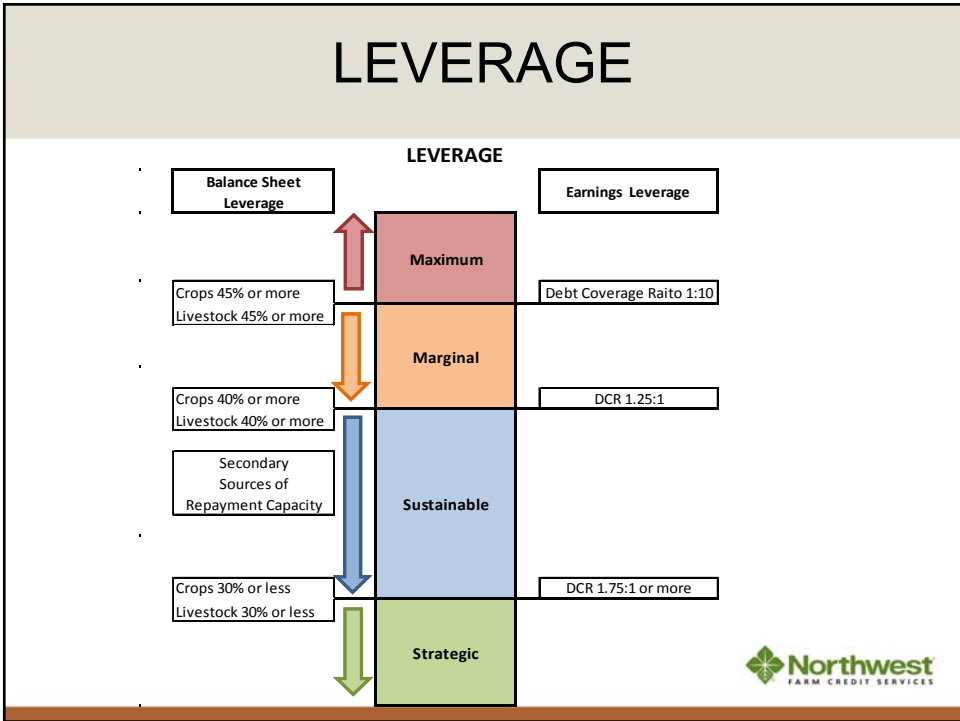 LEVERAGE
LEVERAGE
Balance Sheet
Leverage
Earnings Leverage
Maximum
Crops 45% or more
Livestock 45% or more
Debt Coverage Raito 1:10
Marginal
Crops 40% or more
Livestock 40% or more
DCR 1.25:1
Secondary
Sources of
Repayment Capacity
Sustainable
Crops 30% or less
Livestock 30% or less
DCR 1.75:1 or more
Strategic
Northwest
FARM CREDIT SERVICES